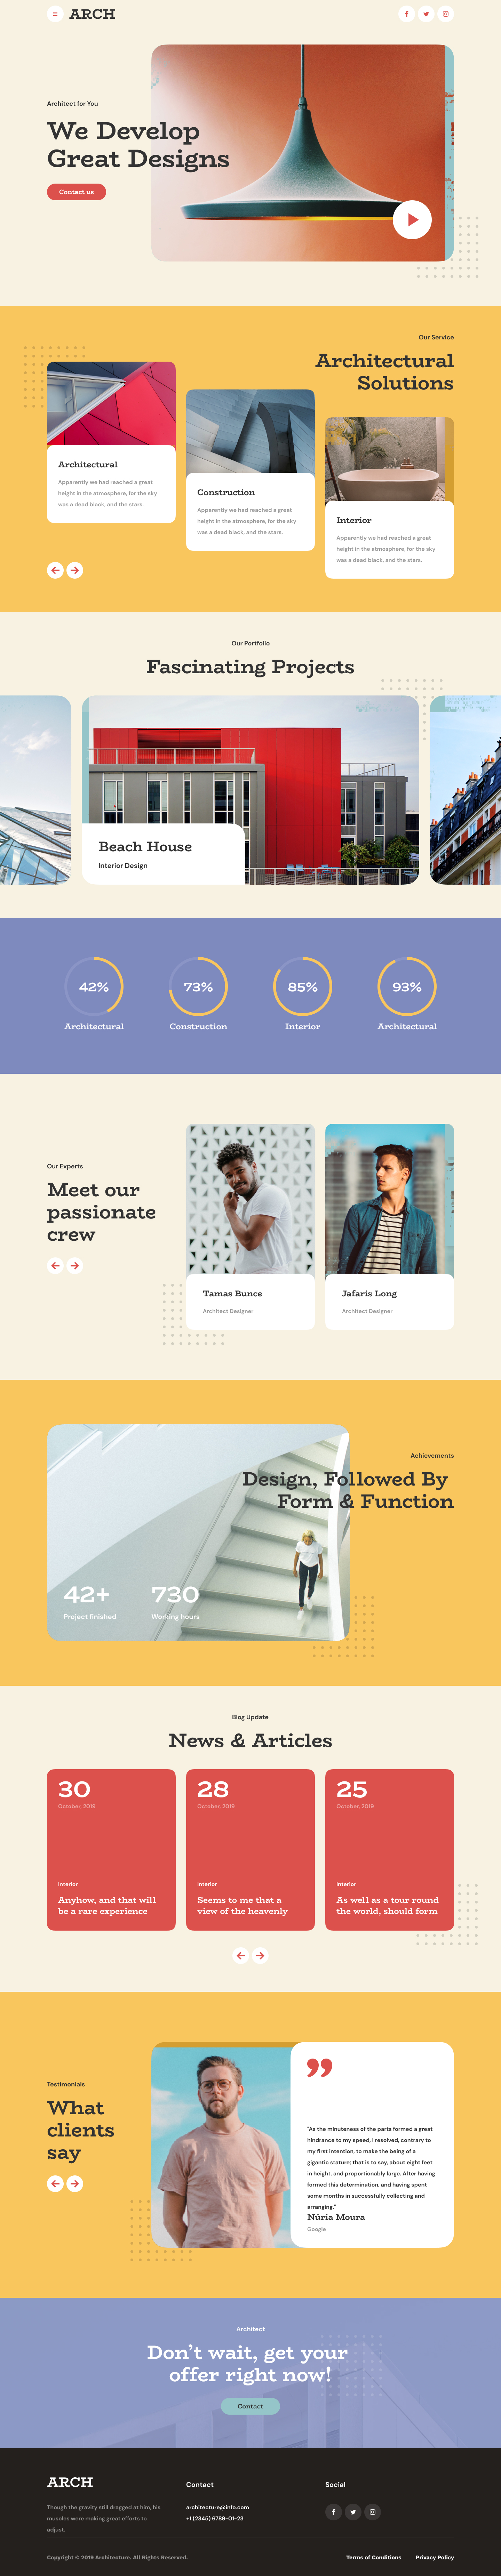 ARCH
Architect for You
We Develop
Great Designs
Contact us
Our Service
Architectural
Solutions
Architectural
Apparently we had reached a great
height in the atmosphere, for the sky
was a dead black, and the stars.
Construction
Apparently we had reached a great
height in the atmosphere, for the sky
was a dead black, and the stars.
Interior
Apparently we had reached a great
height in the atmosphere, for the sky
was a dead black, and the stars.
Our Portfolio
Fascinating Projects
Beach House
Interior Design
42%
Architectural
73%
Construction
85%
Interior
93%
Architectural
Our Experts
Meet our
passionate
crew
Tamas Bunce
Architect Designer
Jafaris Long
Architect Designer
Achievements
Design, Followed By
Form & Function
42+
Preject finished
730
Working hours
Blog Update
News & Articles
30
October, 2019
Interior
Anyhow, and that will
be a rare experience
28
October, 2019
Interior
Seems to me that a
view of the heavenly
25
October, 2019
Interior
As well as a tour round
the world, should form
Testimonials
What
clients
say
"As the minuteness of the parts formed a great
hindrance to my speed, I resolved, contrary to
my first intention, to make the being of a
gigantic stature; that is to say, about eight feet
in height, and proportionably large. After having
formed this determination, and having spent
some months in successfully collecting and
arranging."
Núria Moura
Google
Architect
Don't wait, get your
offer right now!
Contact
ARCH
Though the gravity still dragged at him, his
muscles were making great efforts to
adjust.
Contact
architecture@info.com
+1 (2345) 6789-01-23
Social
Copyright © 2019 Architecture. All Rights Reserved.
Terms of Conditions
Privacy Policy